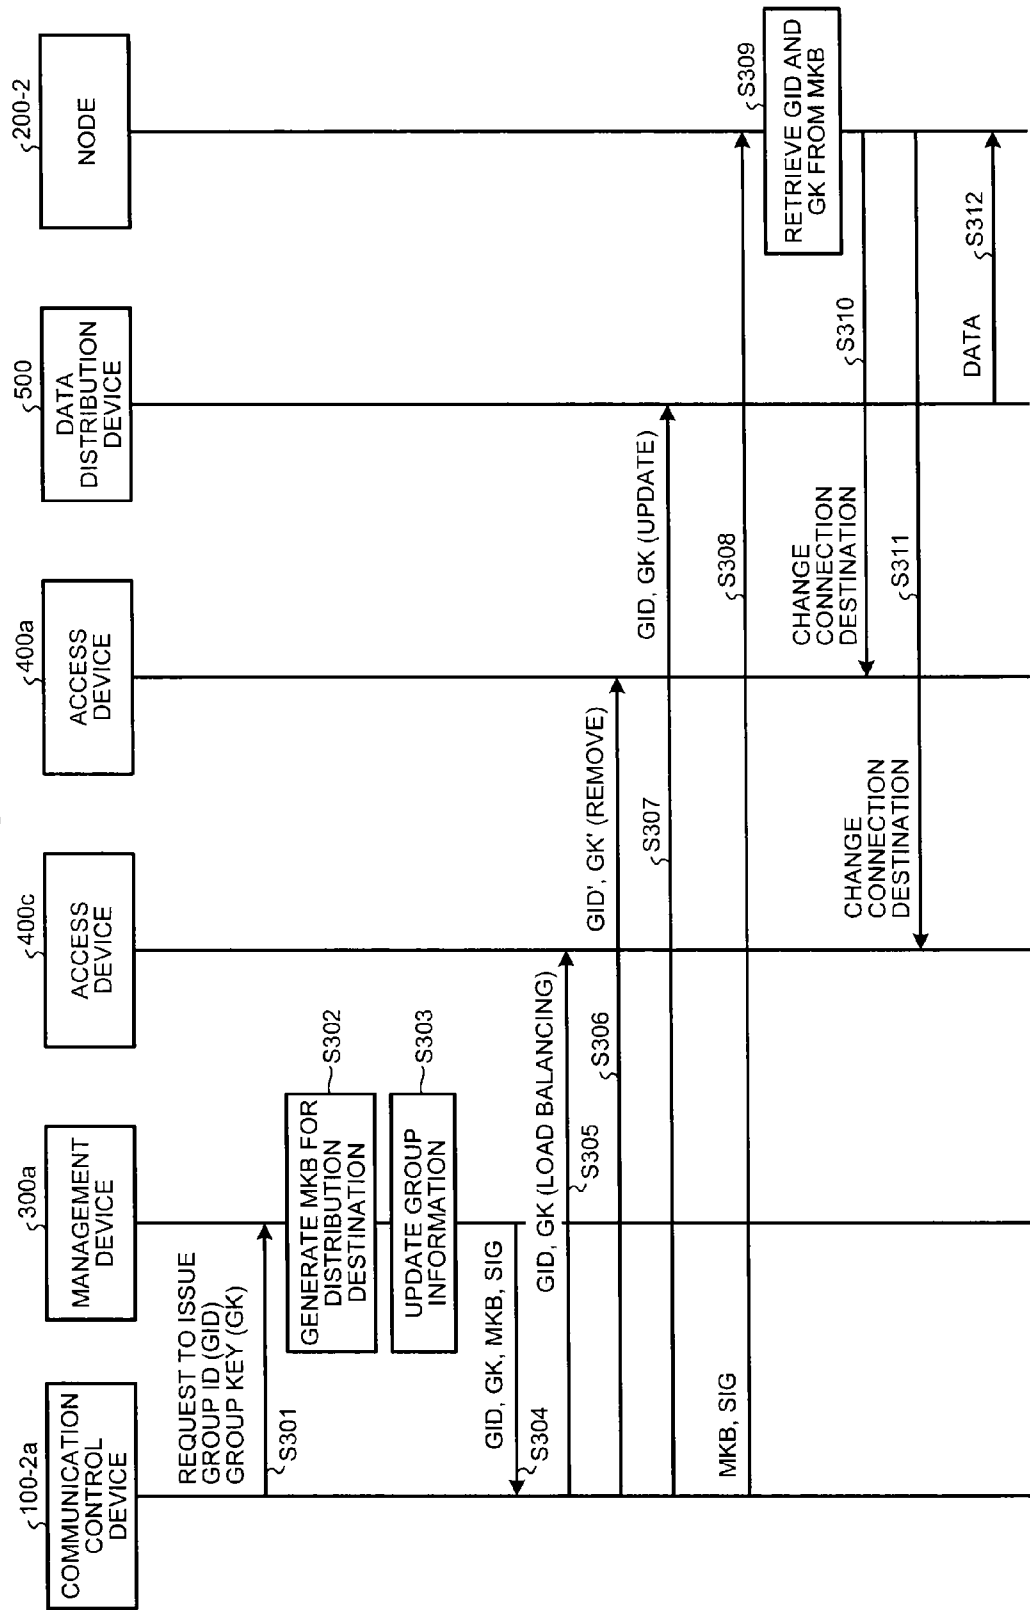 100-2a
COMMUNICATION
CONTROL
DEVICE
300a
MANAGEMENT
DEVICE
400c
ACCESS
DEVICE
400a
ACCESS
DEVICE
500
DATA
DISTRIBUTION
DEVICE
200-2
NODE
REQUEST TO ISSUE
GROUP ID (GID)
GROUP KEY (GK)
S301
GENERATE MKB FOR
DISTRIBUTION
DESTINATION
S302
UPDATE GROUP
INFORMATION
S303
GID, GK, MKB, SIG
S304
GID, GK (LOAD BALANCING)
S305
GID', GK' (REMOVE)
S306
GID, GK (UPDATE)
S307
MKB, SIG
S308
RETRIEVE GID AND
GK FROM MKB
S309
CHANGE
CONNECTION
DESTINATION
S310
CHANGE
CONNECTION
DESTINATION
S311
DATA
S312